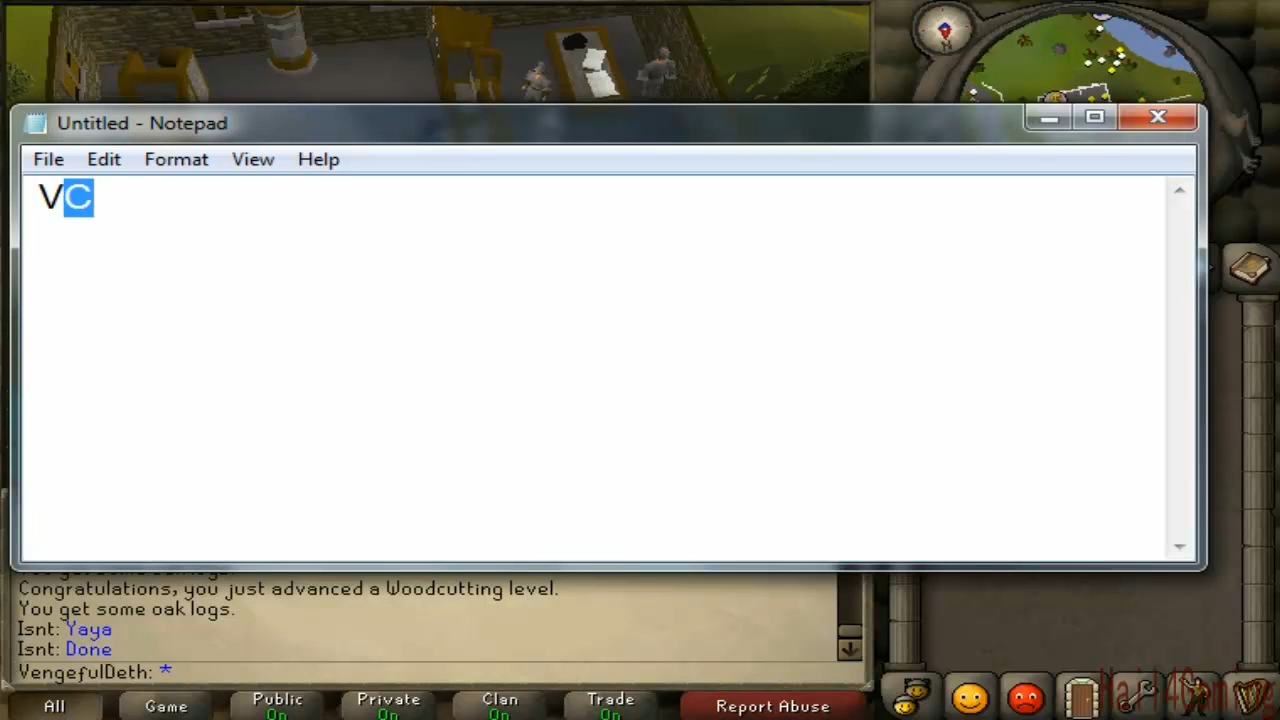 Untitled - Notepad
File Edit Format View Help
VC
Congratulations, you just advanced a Woodcutting level.
You get some oak logs.
Isnt: Yaya
Isnt: Done
VengefulDeth: *
All Game Public Private Clan Trade Report Abuse
On On On On